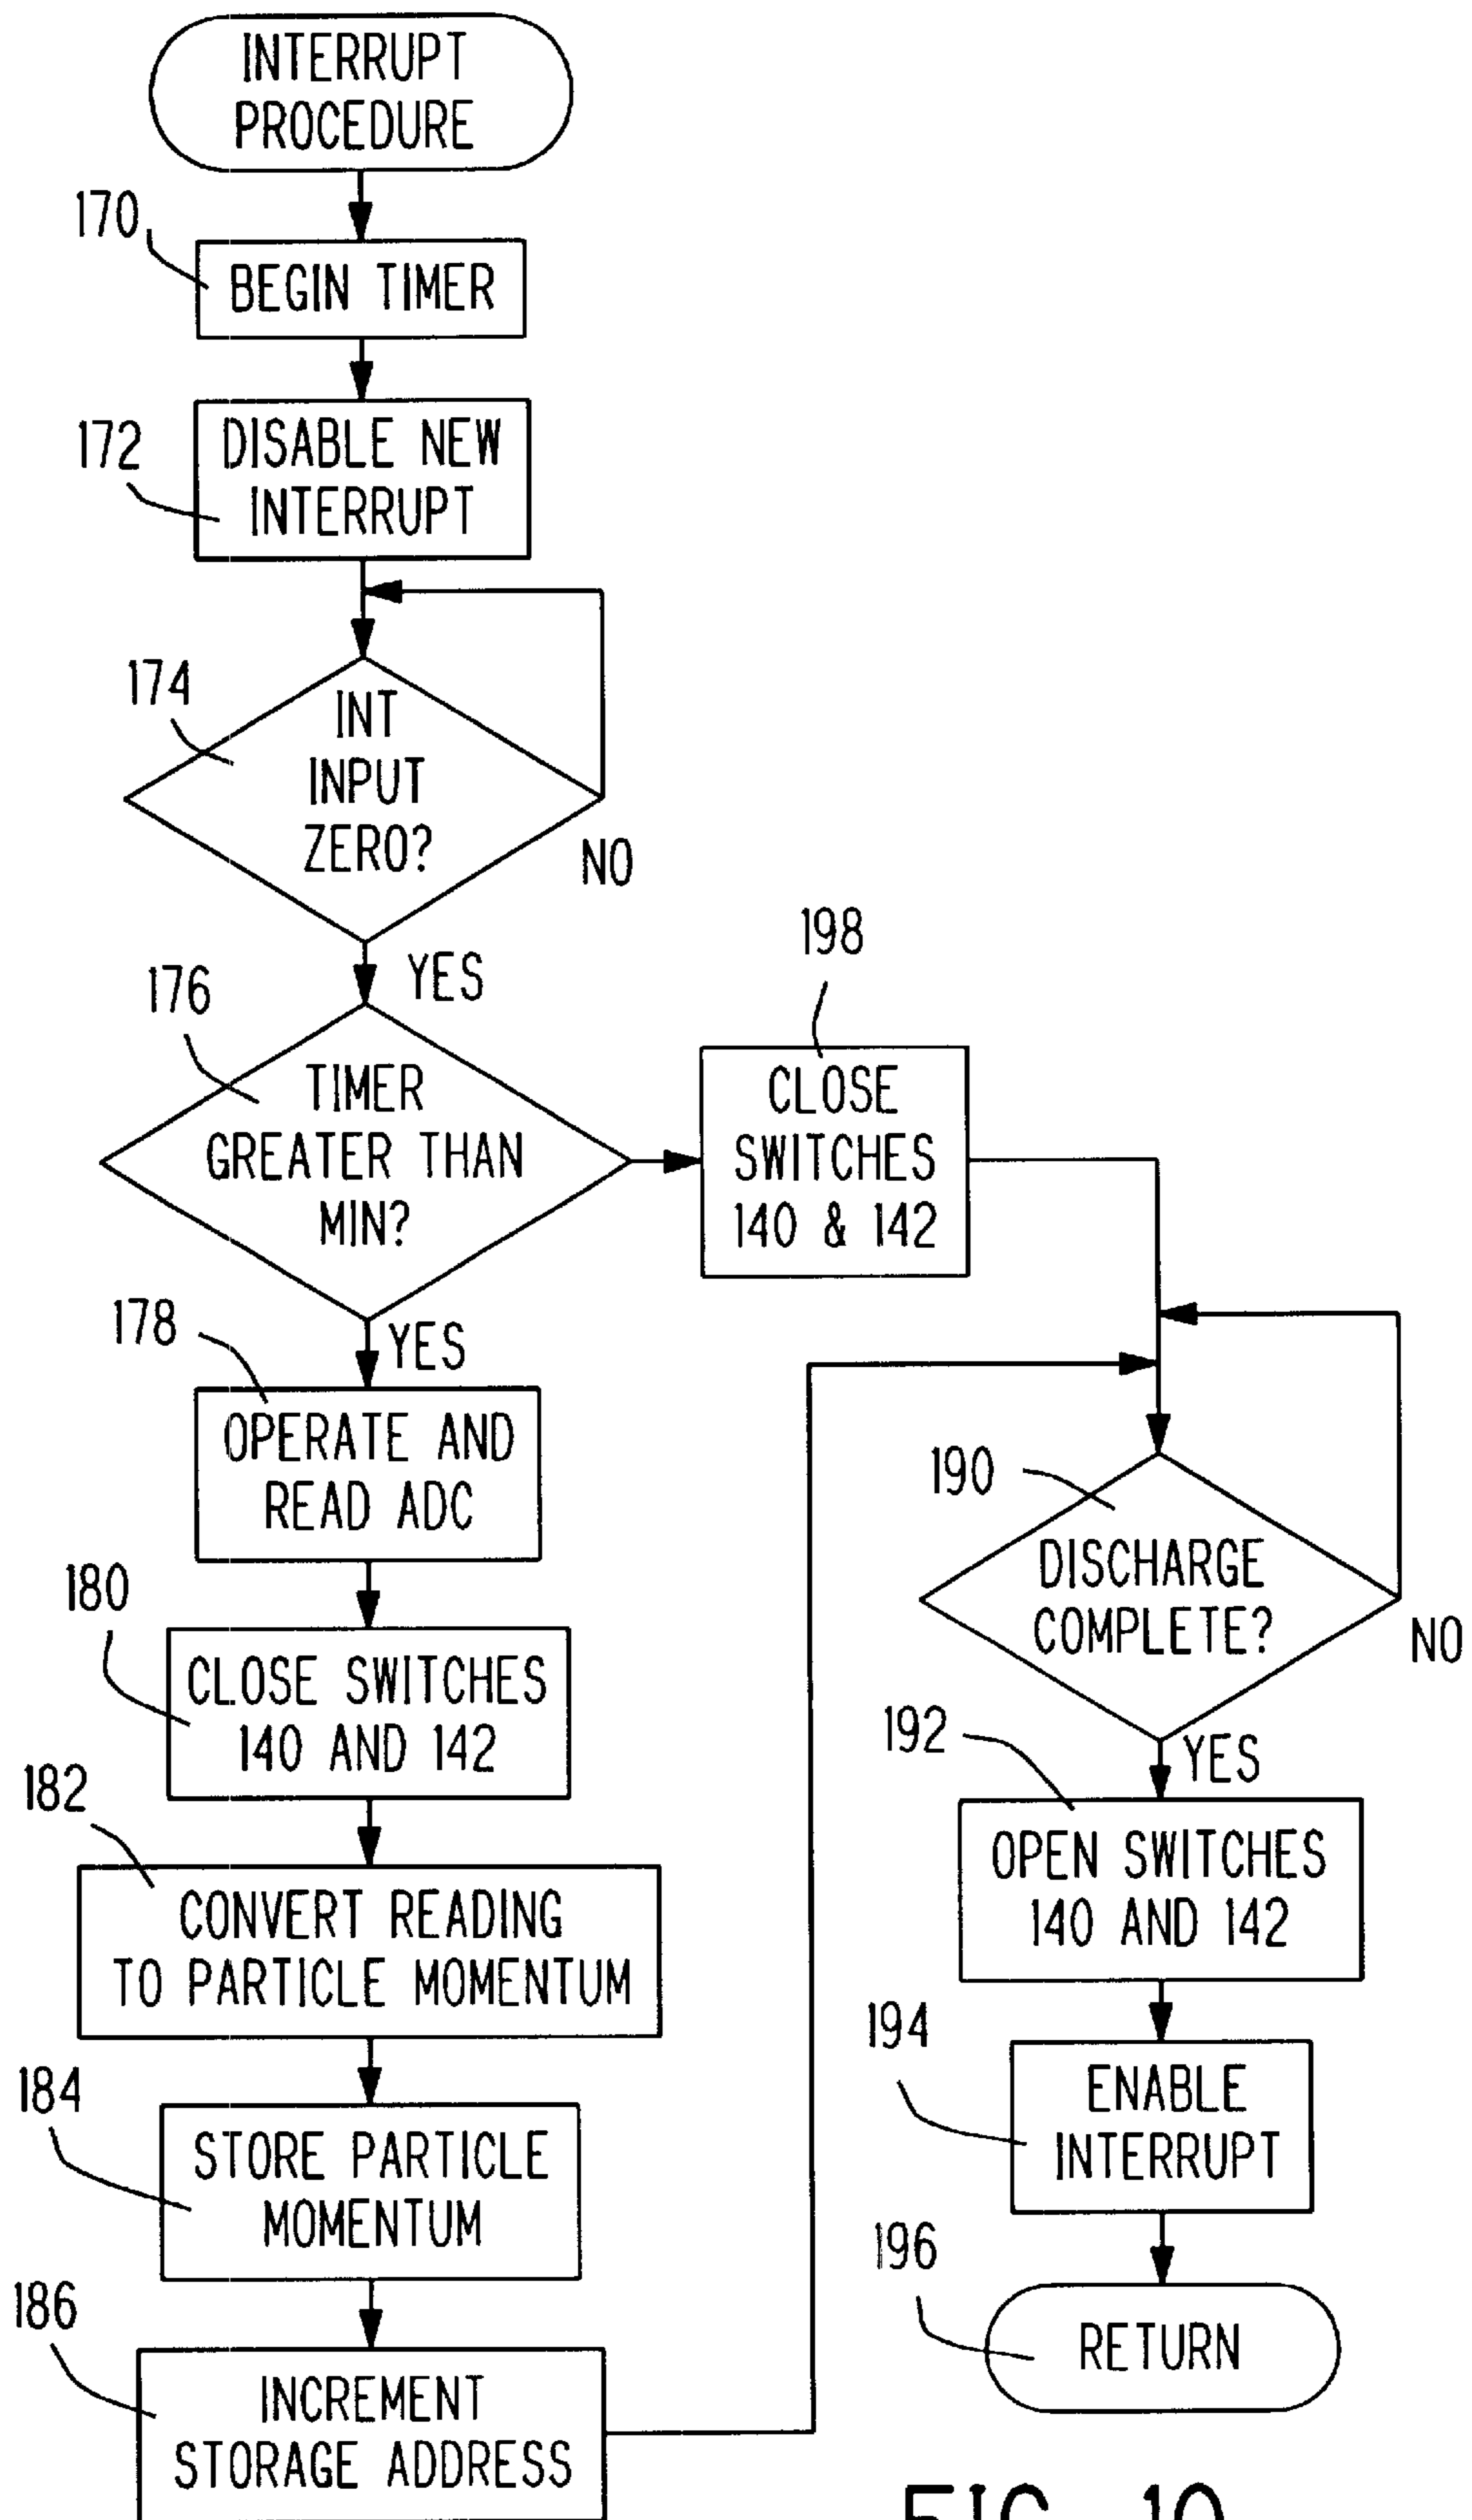 INTERRUPT
PROCEDURE
170
BEGIN TIMER
172
DISABLE NEW
INTERRUPT
174
INT
INPUT
ZERO?
NO
YES
176
TIMER
GREATER THAN
MIN?
198
CLOSE
SWITCHES
140 & 142
YES
178
OPERATE AND
READ ADC
180
CLOSE SWITCHES
140 AND 142
182
CONVERT READING
TO PARTICLE MOMENTUM
184
STORE PARTICLE
MOMENTUM
186
INCREMENT
STORAGE ADDRESS
190
DISCHARGE
COMPLETE?
NO
YES
192
OPEN SWITCHES
140 AND 142
194
ENABLE
INTERRUPT
196
RETURN
FIG. 10